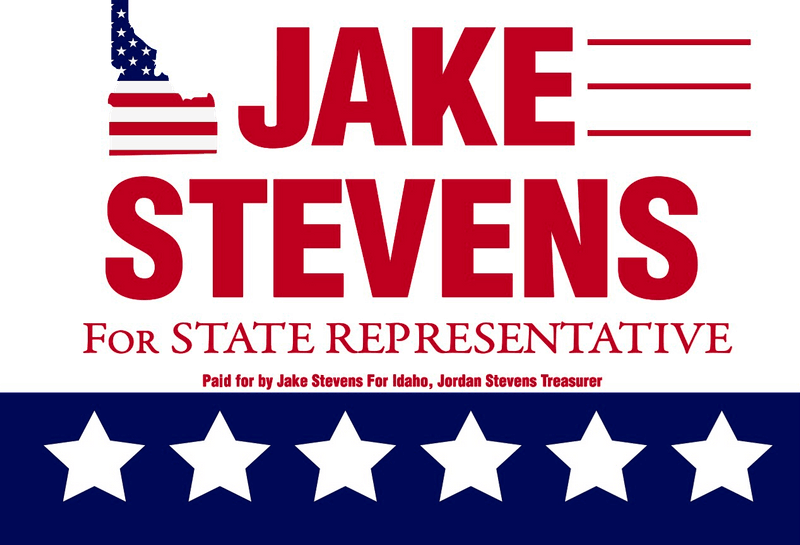 JAKE
STEVENS
FOR STATE REPRESENTATIVE
Paid for by Jake Stevens For Idaho, Jordan Stevens Treasurer